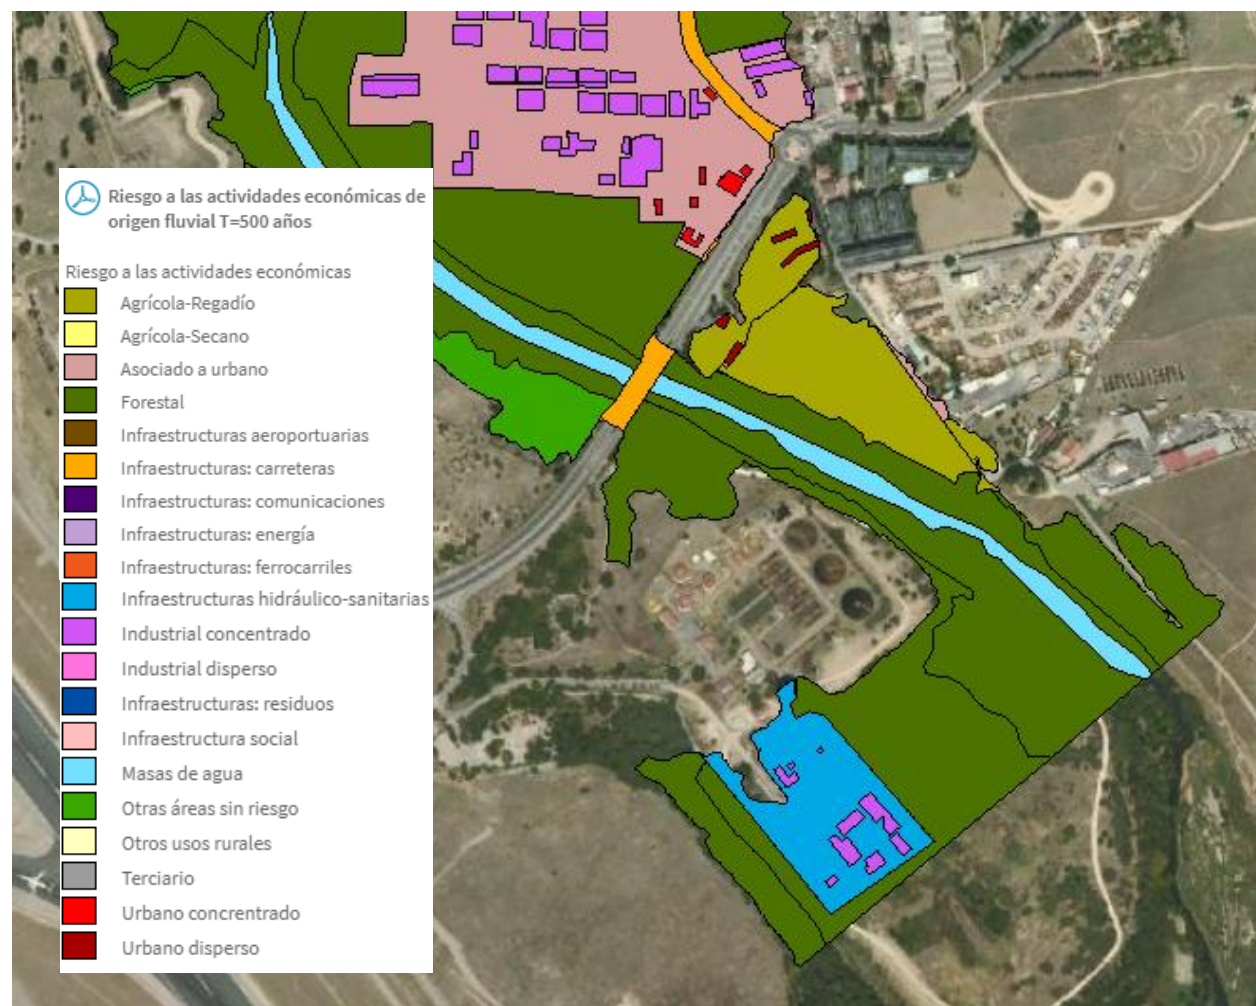 Riesgo a las actividades económicas de
origen fluvial T=500 años
Riesgo a las actividades económicas
Agrícola-Regadío
Agrícola-Secano
Asociado a urbano
Forestal
Infraestructuras aeroportuarias
Infraestructuras: carreteras
Infraestructuras: comunicaciones
Infraestructuras: energía
Infraestructuras: ferrocarriles
Infraestructuras hidráulico-sanitarias
Industrial concentrado
Industrial disperso
Infraestructuras: residuos
Infraestructura social
Masas de agua
Otras áreas sin riesgo
Otros usos rurales
Terciario
Urbano concrentrado
Urbano disperso